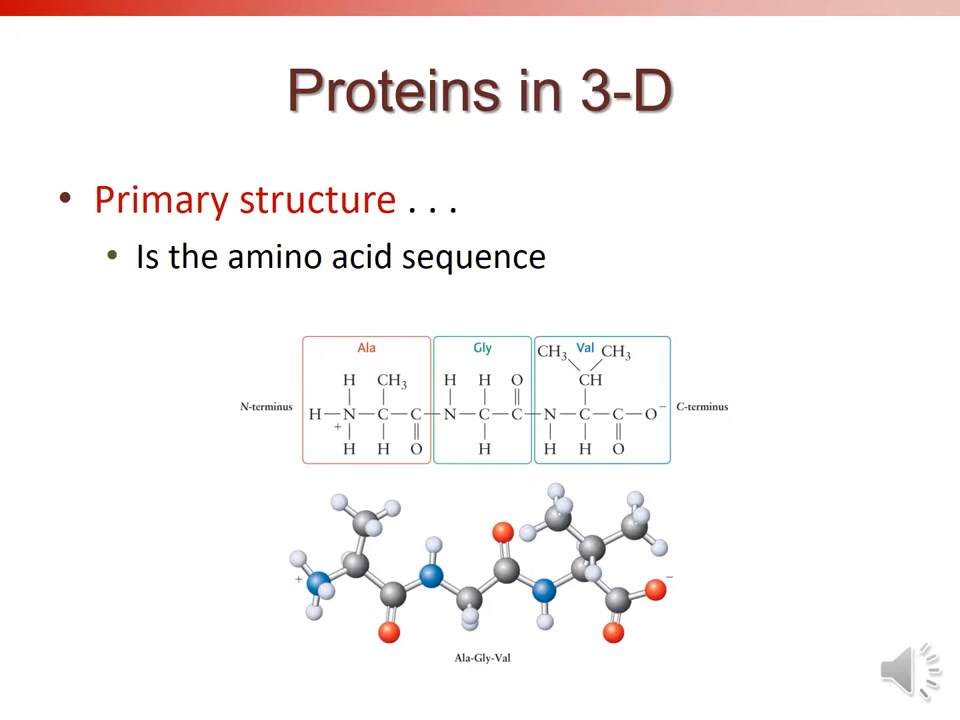 Proteins in 3-D
• Primary structure . . .
• Is the amino acid sequence
Ala Gly Val
CH3 CH3
H CH3 H H O CH
N-terminus H—N—C—C—N—C—C—N—C—C—O− C-terminus
+
H H O H H H O
+ −
Ala-Gly-Val